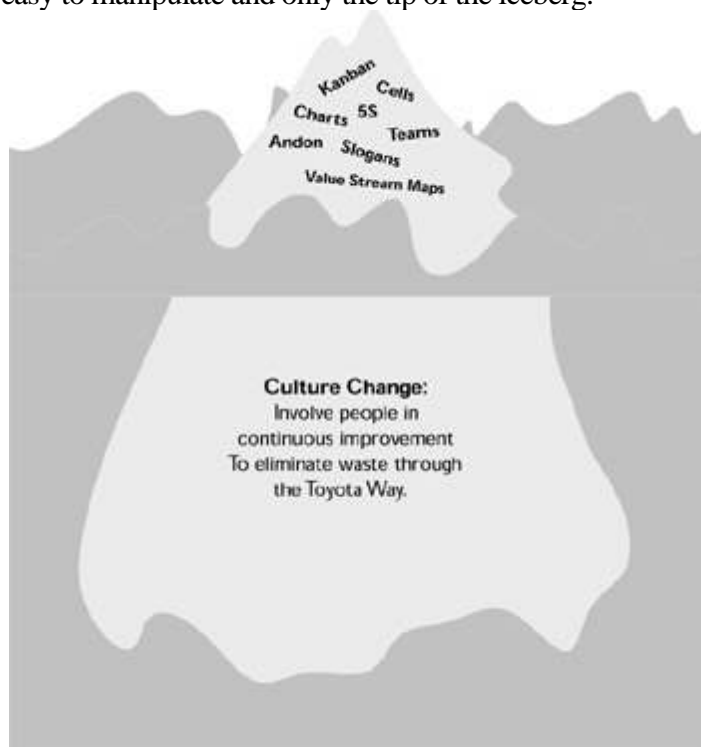 easy to manipulate and only the tip of the iceberg.
Kanban
Cells
Charts 5S
Teams
Andon Slogans
Value Stream Maps
Culture Change:
Involve people in
continuous improvement
To eliminate waste through
the Toyota Way.